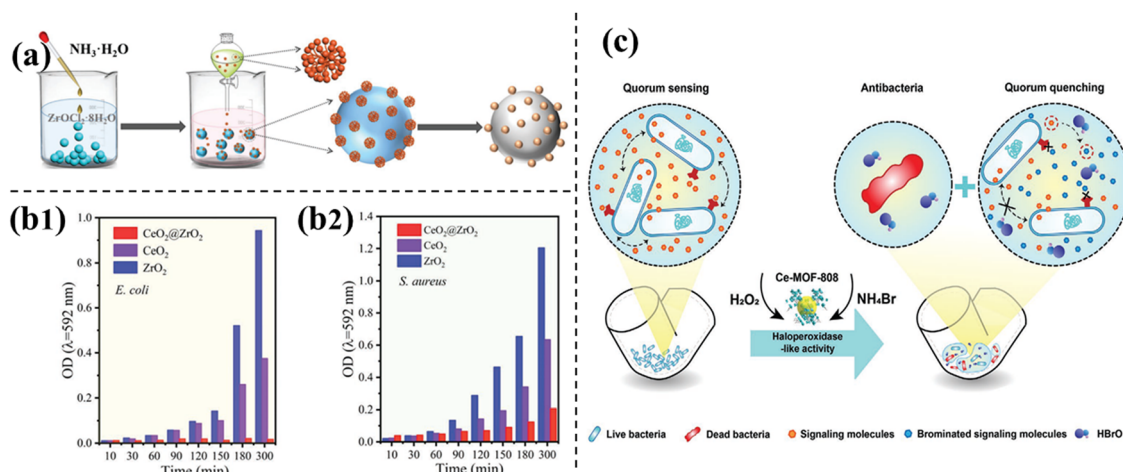 (a)
NH₃·H₂O
ZrOCl₂·8H₂O
(b1)
1.0
0.8
0.6
0.4
0.2
0.0
OD (λ=592 nm)
CeO₂@ZrO₂
CeO₂
ZrO₂
E. coli
10 30 60 90 120 150 180 300
Time (min)
(b2)
1.4
1.2
1.0
0.8
0.6
0.4
0.2
0.0
OD (λ=592 nm)
CeO₂@ZrO₂
CeO₂
ZrO₂
S. aureus
10 30 60 90 120 150 180 300
Time (min)
(c)
Quorum sensing
Antibacteria
Quorum quenching
Ce-MOF-808
H₂O₂
NH₄Br
Haloperoxidase
-like activity
Live bacteria
Dead bacteria
Signaling molecules
Brominated signaling molecules
HBrO